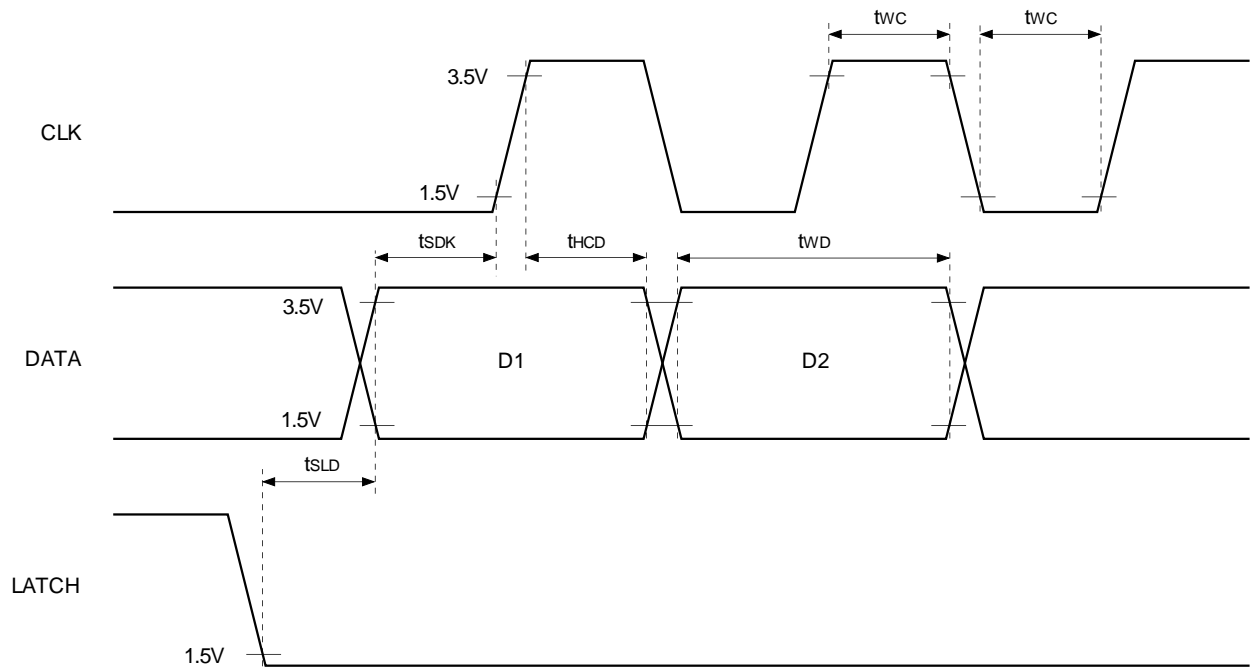 tWC
tWC
3.5V
CLK
1.5V
tSDK
tHCD
tWD
3.5V
DATA
D1
D2
1.5V
tSLD
LATCH
1.5V